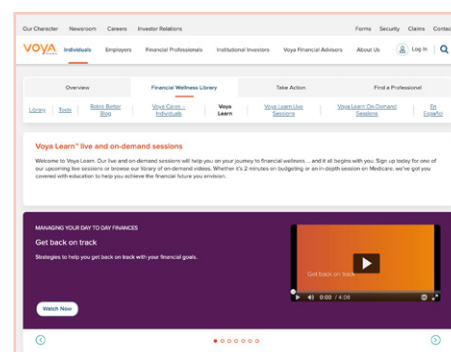 Our Character Newsroom Careers Investor Relations Forms Security Claims Contact
VOYA Individuals Employers Financial Professionals Institutional Investors Voya Financial Advisors About Us Log In
Overview Financial Wellness Library Take Action Find a Professional
Library Tools Retire Better Blog Voya Cares – Individuals Voya Learn Voya Learn Live Sessions Voya Learn On-Demand Sessions En Español
Voya Learn™ live and on-demand sessions
Welcome to Voya Learn. Our live and on-demand sessions will help you on your journey to financial wellness ... and it all begins with you. Sign up today for one of
our upcoming live sessions or browse our library of on-demand videos. Whether it's 2 minutes on budgeting or an in-depth session on Medicare, we've got you
covered with education to help you achieve the financial future you envision.
MANAGING YOUR DAY TO DAY FINANCES
Get back on track
Strategies to help you get back on track with your financial goals.
Get back on track
0:00 / 4:08
Watch Now